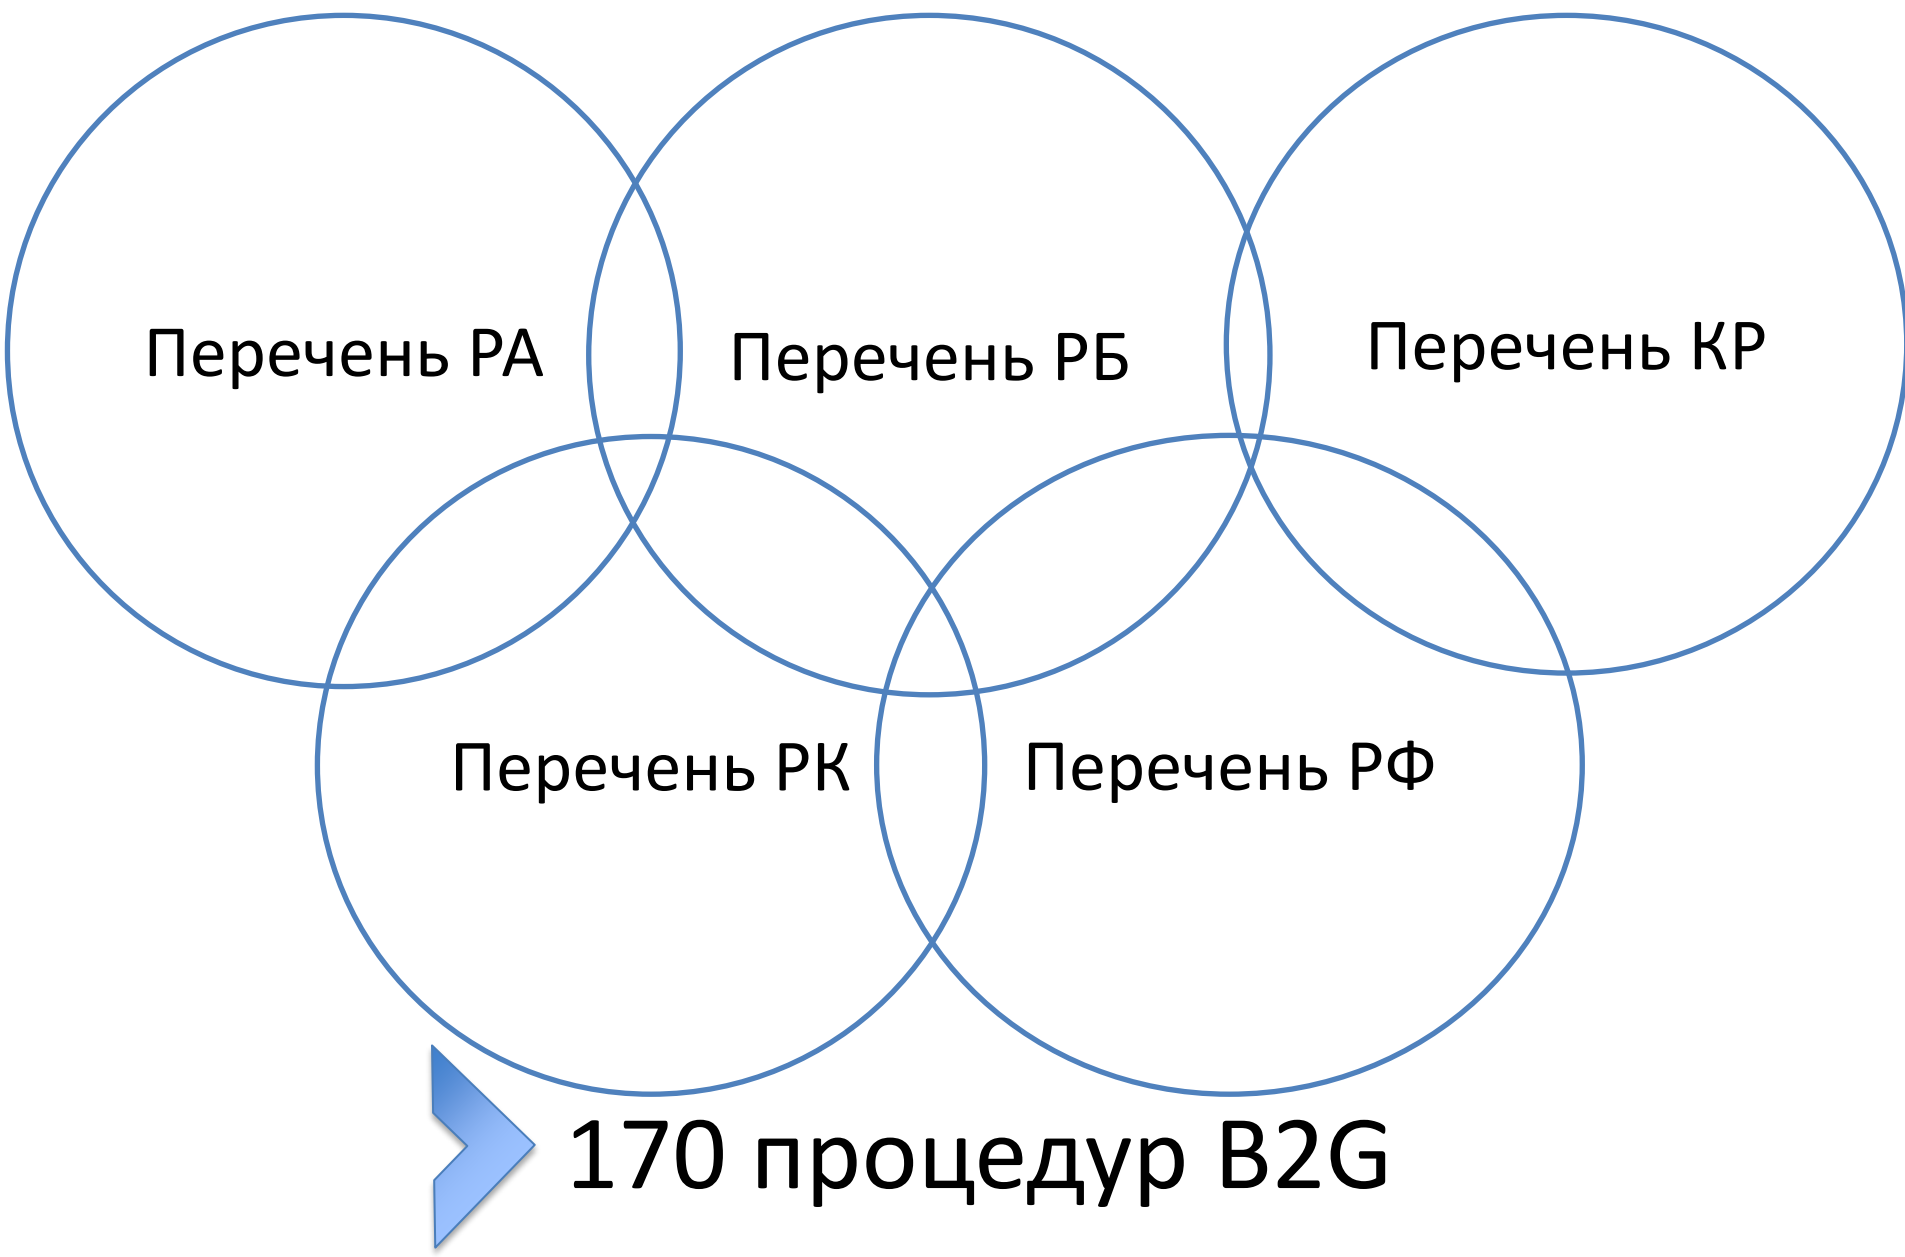 Перечень РА
Перечень РБ
Перечень КР
Перечень РК
Перечень РФ
170 процедур B2G